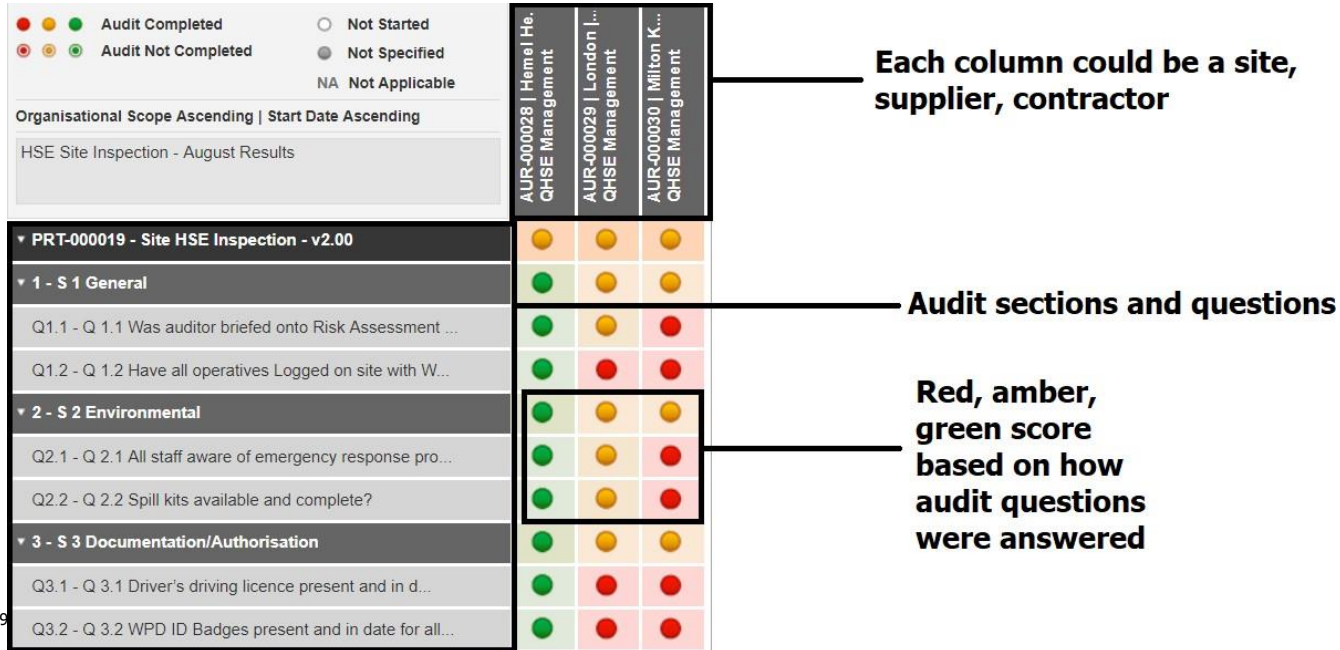 Audit Completed
Not Started
Audit Not Completed
Not Specified
NA Not Applicable
Organisational Scope Ascending | Start Date Ascending
HSE Site Inspection - August Results
AUR-000028 | Hemel He.
QHSE Management
AUR-000029 | London |...
QHSE Management
AUR-000030 | Milton K...
QHSE Management
Each column could be a site,
supplier, contractor
PRT-000019 - Site HSE Inspection - v2.00
1 - S 1 General
Q1.1 - Q 1.1 Was auditor briefed onto Risk Assessment ...
Q1.2 - Q 1.2 Have all operatives Logged on site with W...
2 - S 2 Environmental
Q2.1 - Q 2.1 All staff aware of emergency response pro...
Q2.2 - Q 2.2 Spill kits available and complete?
3 - S 3 Documentation/Authorisation
Q3.1 - Q 3.1 Driver's driving licence present and in d...
Q3.2 - Q 3.2 WPD ID Badges present and in date for all...
Audit sections and questions
Red, amber,
green score
based on how
audit questions
were answered
9